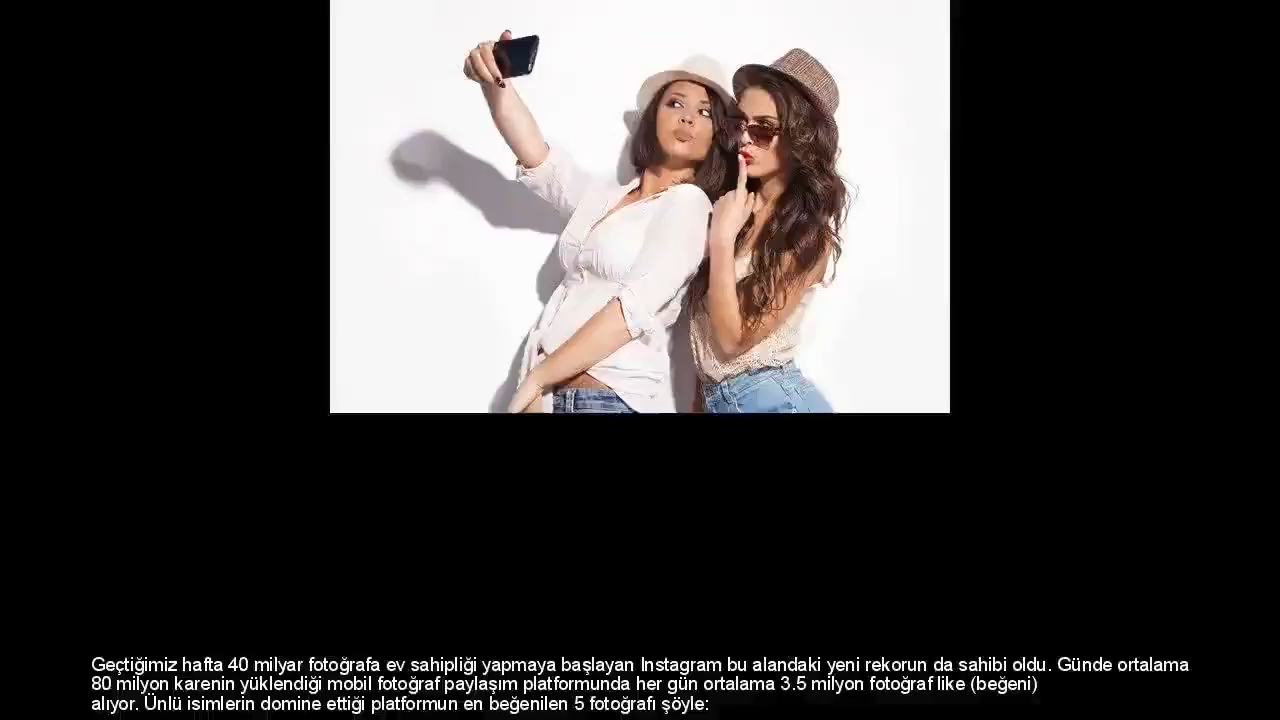 Geçtiğimiz hafta 40 milyar fotoğrafa ev sahipliği yapmaya başlayan Instagram bu alandaki yeni rekorun da sahibi oldu. Günde ortalama
80 milyon karenin yüklendiği mobil fotoğraf paylaşım platformunda her gün ortalama 3.5 milyon fotoğraf like (beğeni)
alıyor. Ünlü isimlerin domine ettiği platformun en beğenilen 5 fotoğrafı şöyle: